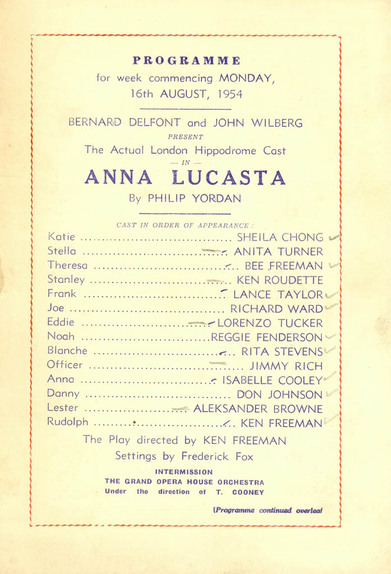 PROGRAMME
for week commencing MONDAY,
16th AUGUST, 1954
BERNARD DELFONT and JOHN WILBERG
PRESENT
The Actual London Hippodrome Cast
— IN —
ANNA LUCASTA
By PHILIP YORDAN
CAST IN ORDER OF APPEARANCE :
Katie ................................ SHEILA CHONG
Stella ................................ ANITA TURNER
Theresa ................................ BEE FREEMAN
Stanley ................................ KEN ROUDETTE
Frank ................................ LANCE TAYLOR
Joe ................................ RICHARD WARD
Eddie ................................ LORENZO TUCKER
Noah ................................ REGGIE FENDERSON
Blanche ................................ RITA STEVENS
Officer ................................ JIMMY RICH
Anna ................................ ISABELLE COOLEY
Danny ................................ DON JOHNSON
Lester ................................ ALEKSANDER BROWNE
Rudolph ................................ KEN FREEMAN
The Play directed by KEN FREEMAN
Settings by Frederick Fox
INTERMISSION
THE GRAND OPERA HOUSE ORCHESTRA
Under the direction of T. COONEY
(Programme continued overleaf